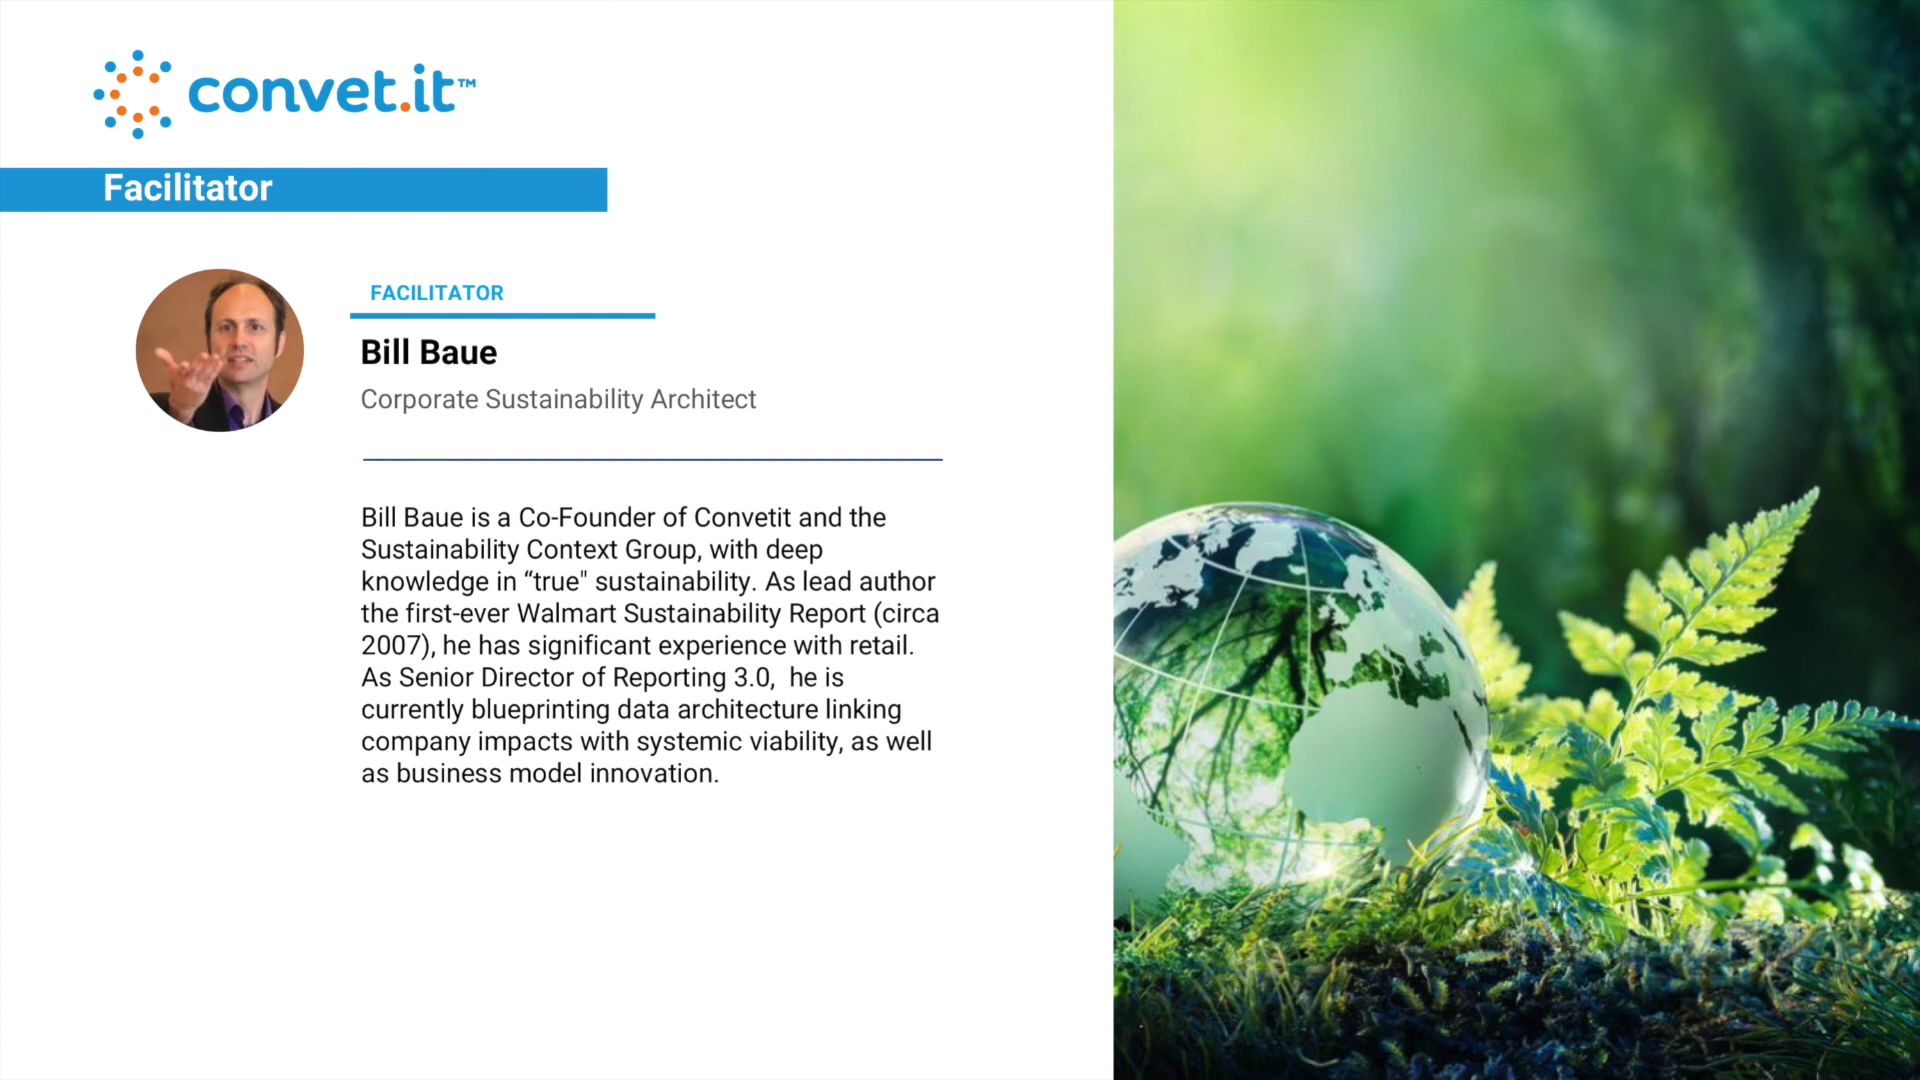 convet.it™
Facilitator
FACILITATOR
Bill Baue
Corporate Sustainability Architect
Bill Baue is a Co-Founder of Convetit and the
Sustainability Context Group, with deep
knowledge in “true" sustainability. As lead author
the first-ever Walmart Sustainability Report (circa
2007), he has significant experience with retail.
As Senior Director of Reporting 3.0,  he is
currently blueprinting data architecture linking
company impacts with systemic viability, as well
as business model innovation.